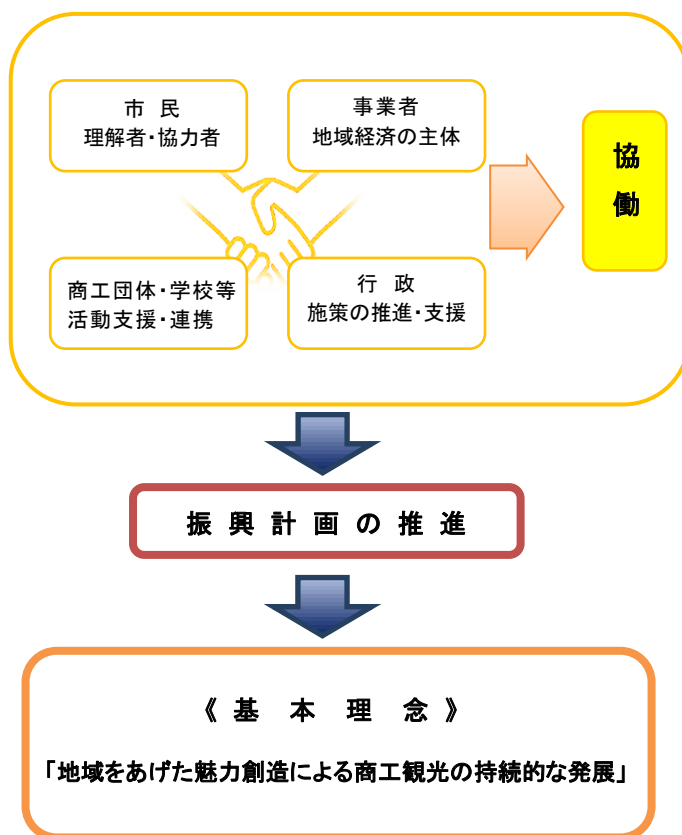 市 民
理解者・協力者
事業者
地域経済の主体
協
働
商工団体・学校等
活動支援・連携
行 政
施策の推進・支援
振 興 計 画 の 推 進
《 基 本 理 念 》
「地域をあげた魅力創造による商工観光の持続的な発展」